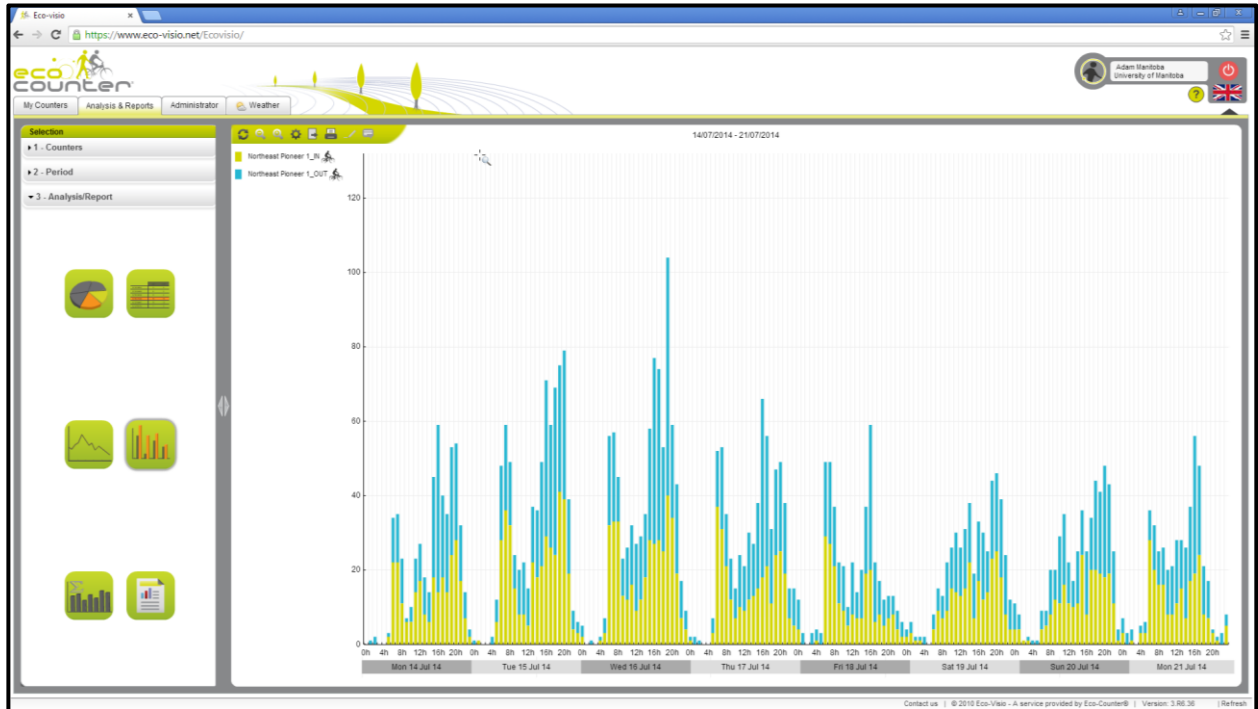 Eco-visio
https://www.eco-visio.net/Ecovisio/
eco
counter
Adam Manitoba
University of Manitoba
My Counters Analysis & Reports Administrator Weather
Selection
1 - Counters
2 - Period
3 - Analysis/Report
14/07/2014 - 21/07/2014
Northeast Pioneer 1_IN
Northeast Pioneer 1_OUT
120
100
80
60
40
20
0
0h 4h 8h 12h 16h 20h 0h 4h 8h 12h 16h 20h 0h 4h 8h 12h 16h 20h 0h 4h 8h 12h 16h 20h 0h 4h 8h 12h 16h 20h 0h 4h 8h 12h 16h 20h 0h 4h 8h 12h 16h 20h 0h 4h 8h 12h 16h 20h
Mon 14 Jul 14 Tue 15 Jul 14 Wed 16 Jul 14 Thu 17 Jul 14 Fri 18 Jul 14 Sat 19 Jul 14 Sun 20 Jul 14 Mon 21 Jul 14
Contact us | © 2010 Eco-Visio - A service provided by Eco-Counter® | Version: 3.R6.36 | Refresh